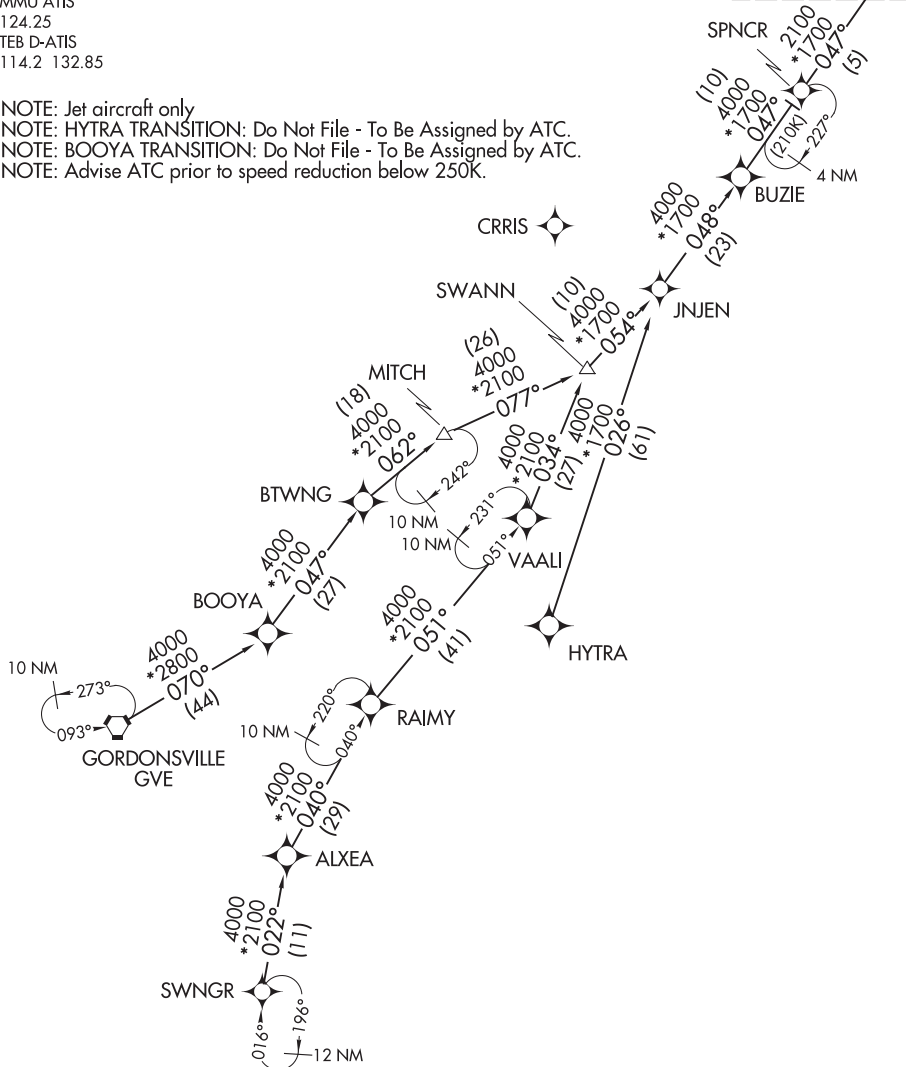 MMU ATIS
124.25
TEB D-ATIS
114.2 132.85
NOTE: Jet aircraft only
NOTE: HYTRA TRANSITION: Do Not File - To Be Assigned by ATC.
NOTE: BOOYA TRANSITION: Do Not File - To Be Assigned by ATC.
NOTE: Advise ATC prior to speed reduction below 250K.
SPNCR
2100
*1700
047°
(5)
(10)
4000
*1700
047°
(210K)
227°
4 NM
BUZIE
4000
*1700
048°
(23)
CRRIS
JNJEN
SWANN
(10)
4000
*1700
054°
MITCH
(26)
4000
*2100
077°
(18)
4000
*2100
062°
242°
10 NM
4000
*2100
034°
(27)
4000
*1700
026°
(61)
BTWNG
231°
10 NM
051°
VAALI
4000
*2100
047°
(27)
BOOYA
4000
*2100
051°
(41)
HYTRA
4000
*2800
070°
(44)
10 NM
273°
093°
GORDONSVILLE
GVE
220°
10 NM
040°
RAIMY
4000
*2100
040°
(29)
ALXEA
4000
*2100
022°
(11)
SWNGR
016°
196°
12 NM